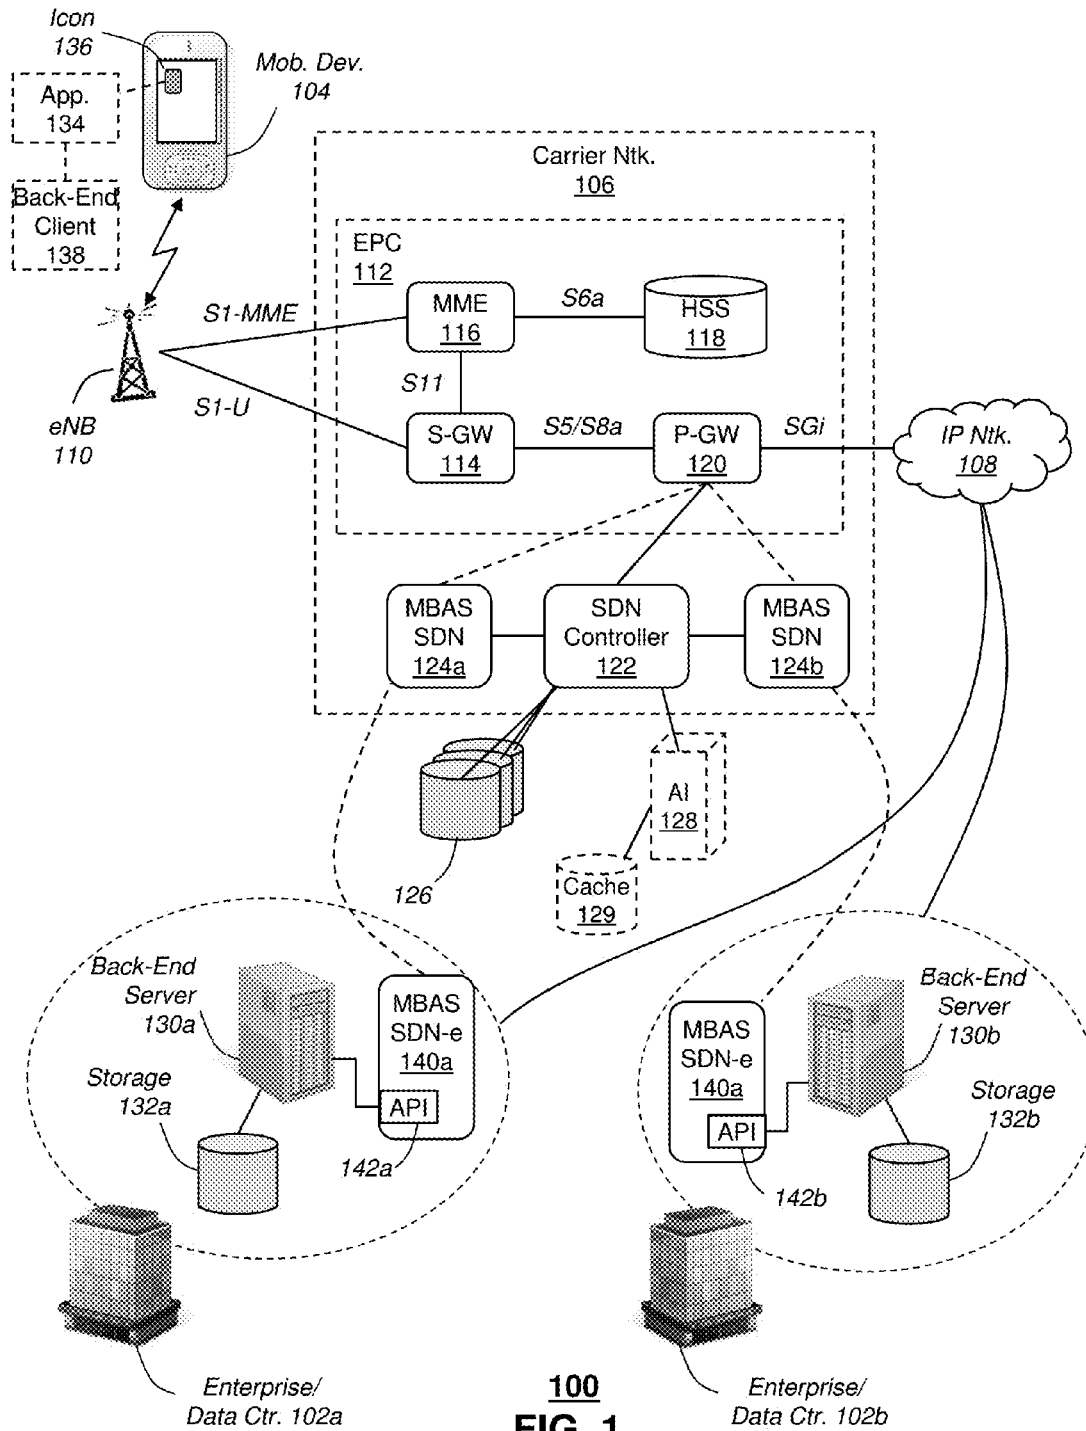 Icon
136
Mob. Dev.
104
App.
134
Back-End
Client
138
Carrier Ntk.
106
EPC
112
MME
116
S6a
HSS
118
S1-MME
S11
S1-U
eNB
110
S-GW
114
S5/S8a
P-GW
120
SGi
IP Ntk.
108
MBAS
SDN
124a
SDN
Controller
122
MBAS
SDN
124b
126
AI
128
Cache
129
Back-End
Server
130a
MBAS
SDN-e
140a
API
142a
Storage
132a
MBAS
SDN-e
140a
API
142b
Back-End
Server
130b
Storage
132b
Enterprise/
Data Ctr. 102a
100
FIG. 1
Enterprise/
Data Ctr. 102b